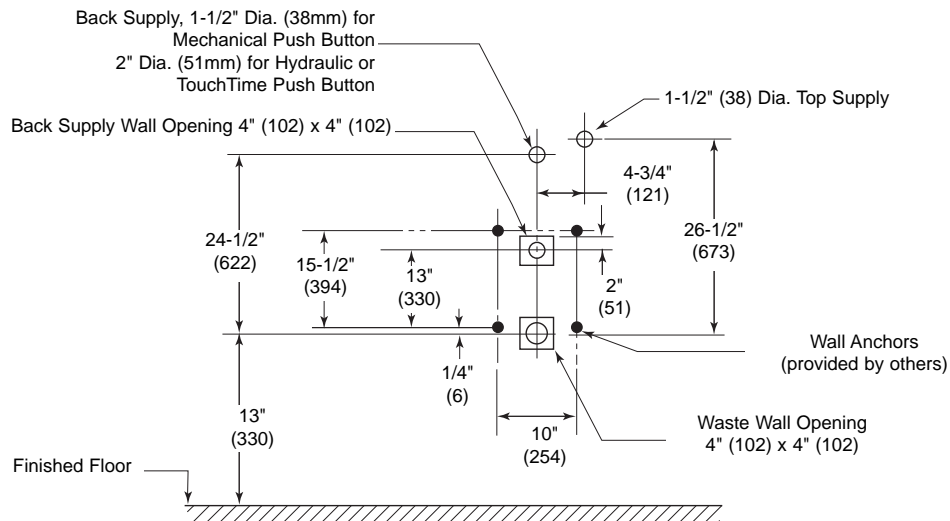 Back Supply, 1-1/2" Dia. (38mm) for
Mechanical Push Button
2" Dia. (51mm) for Hydraulic or
TouchTime Push Button
1-1/2" (38) Dia. Top Supply
Back Supply Wall Opening 4" (102) x 4" (102)
4-3/4"
(121)
24-1/2"
(622)
15-1/2"
(394)
13"
(330)
2"
(51)
26-1/2"
(673)
Wall Anchors
(provided by others)
1/4"
(6)
10"
(254)
Waste Wall Opening
4" (102) x 4" (102)
13"
(330)
Finished Floor